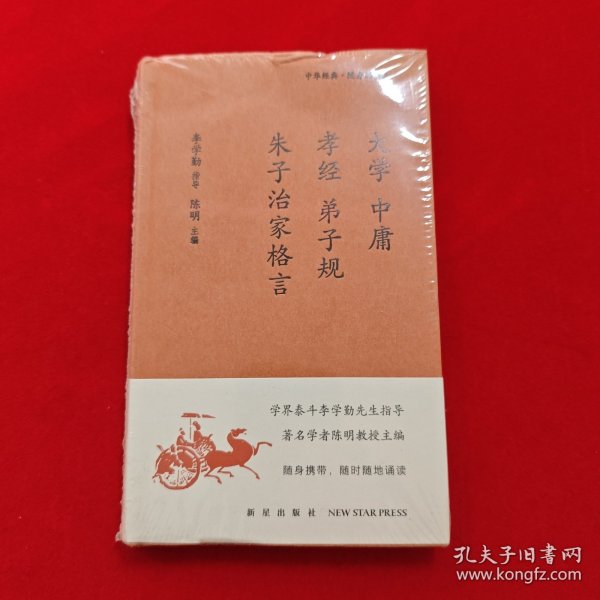 中华经典·
大学 中庸
孝经 弟子规
朱子治家格言
李学勤 指导 陈明 主编
学界泰斗李学勤先生指导
著名学者陈明教授主编
随身携带，随时随地诵读
新星出版社 NEW STAR PRESS
孔夫子旧书网
www.kongfz.com